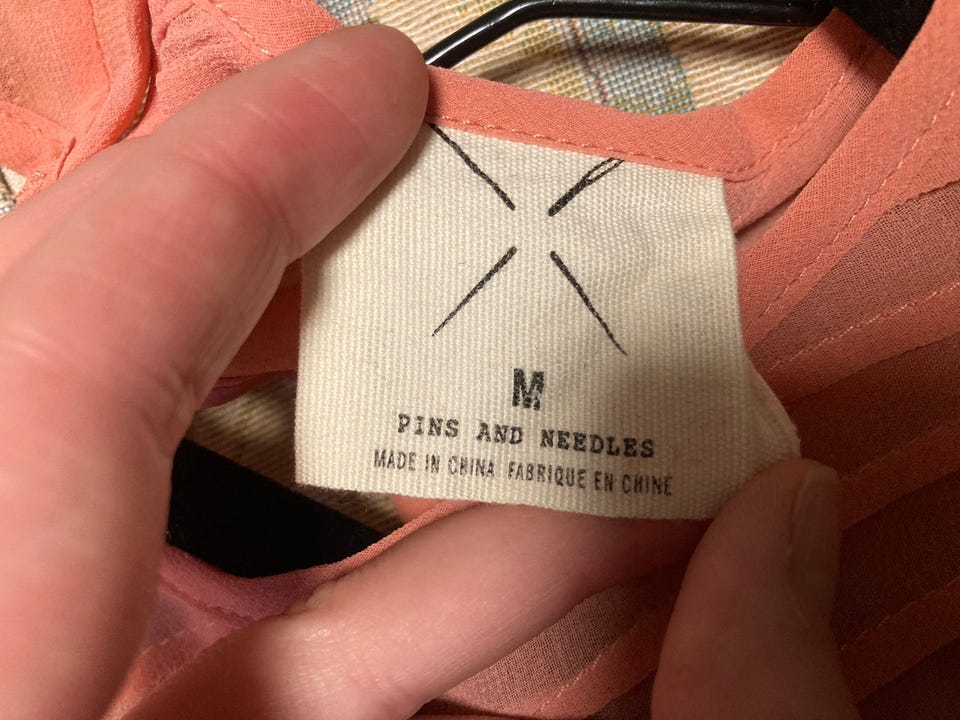 M
PINS AND NEEDLES
MADE IN CHINA FABRIQUE EN CHINE